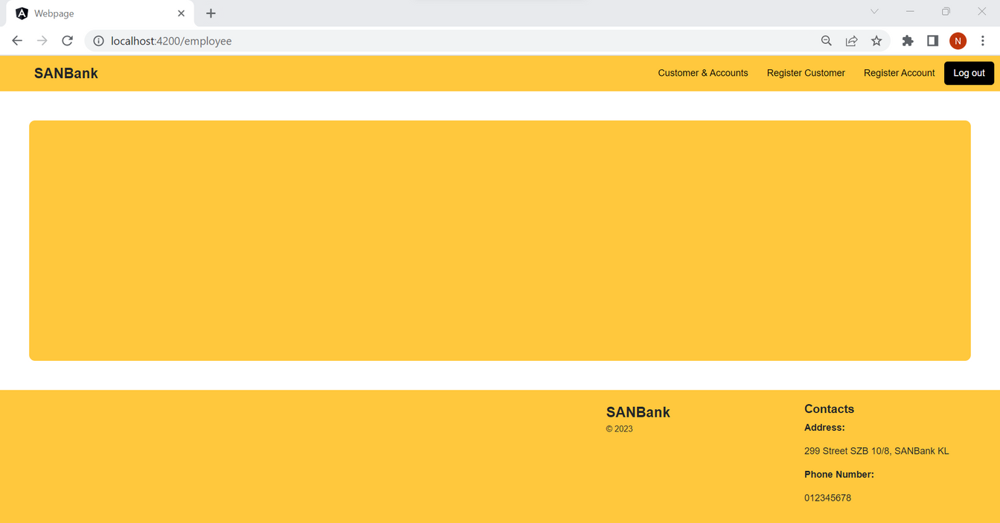 Webpage
localhost:4200/employee
N
SANBank
Customer & Accounts
Register Customer
Register Account
Log out
SANBank
© 2023
Contacts
Address:
299 Street SZB 10/8, SANBank KL
Phone Number:
012345678